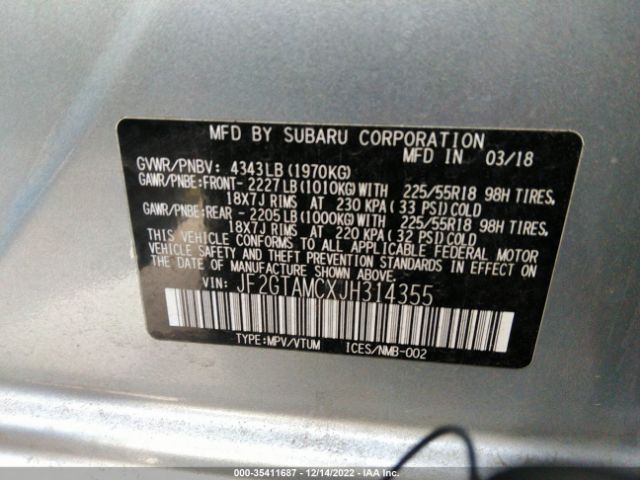 MFD BY SUBARU CORPORATION
GVWR/PNBV: 4343LB(1970KG) MFD IN 03/18
GAWR/PNBE:FRONT- 2227LB(1010KG)WITH 225/55R18 98H TIRES,
18X7J RIMS AT 230 KPA(33 PSI)COLD
GAWR/PNBE:REAR - 2205LB(1000KG)WITH 225/55R18 98H TIRES,
18X7J RIMS AT 220 KPA(32 PSI)COLD
THIS VEHICLE CONFORMS TO ALL APPLICABLE FEDERAL MOTOR
VEHICLE SAFETY AND THEFT PREVENTION STANDARDS IN EFFECT ON
THE DATE OF MANUFACTURE SHOWN ABOVE.
VIN: JF2GTAMCXJH314355
TYPE:MPV/VTUM ICES/NMB-002
000-35411687 - 12/14/2022 - IAA Inc.